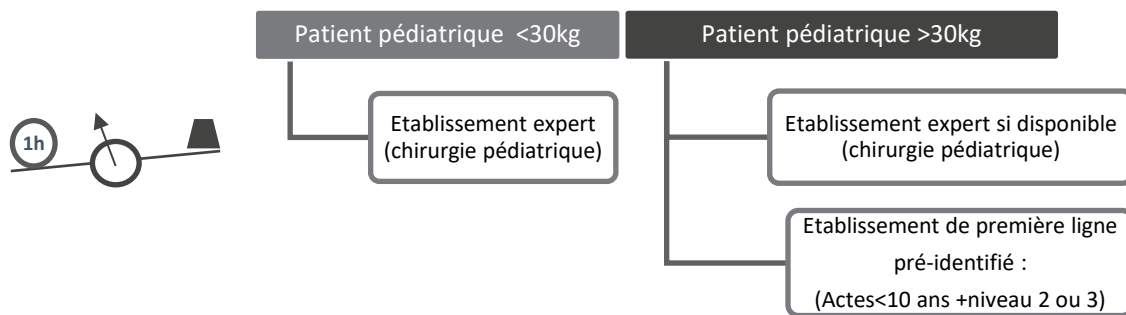 Patient pédiatrique <30kg
Patient pédiatrique >30kg
1h
Etablissement expert
(chirurgie pédiatrique)
Etablissement expert si disponible
(chirurgie pédiatrique)
Etablissement de première ligne
pré-identifié :
(Actes<10 ans +niveau 2 ou 3)